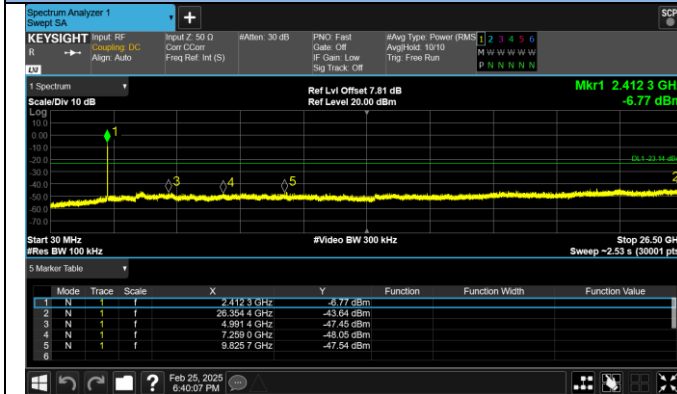 Spectrum Analyzer 1
Swept SA
+
SCP
KEYSIGHT
R
LNI
Input: RF
Coupling: DC
Align: Auto
Input Z: 50 Ω
Corr CCorr
Freq Ref: Int (S)
#Atten: 30 dB
PNO: Fast
Gate: Off
IF Gain: Low
Sig Track: Off
#Avg Type: Power (RMS
Avg|Hold: 10/10
Trig: Free Run
1 2 3 4 5 6
M W W W W W
P N N N N N
1 Spectrum
Scale/Div 10 dB
Ref Lvl Offset 7.81 dB
Ref Level 20.00 dBm
Mkr1 2.412 3 GH
-6.77 dBm
Log
10.0
0.00
-10.0
-20.0
-30.0
-40.0
-50.0
-60.0
-70.0
1
3
4
5
2
DL1 -23.14 dB
Start 30 MHz
#Res BW 100 kHz
#Video BW 300 kHz
Stop 26.50 GH
Sweep ~2.53 s (30001 pts
5 Marker Table
Mode Trace Scale X Y Function Function Width Function Value
1 N 1 f 2.412 3 GHz -6.77 dBm
2 N 1 f 26.354 4 GHz -43.64 dBm
3 N 1 f 4.991 4 GHz -47.45 dBm
4 N 1 f 7.259 0 GHz -48.05 dBm
5 N 1 f 9.825 7 GHz -47.54 dBm
6
?
Feb 25, 2025
6:40:07 PM